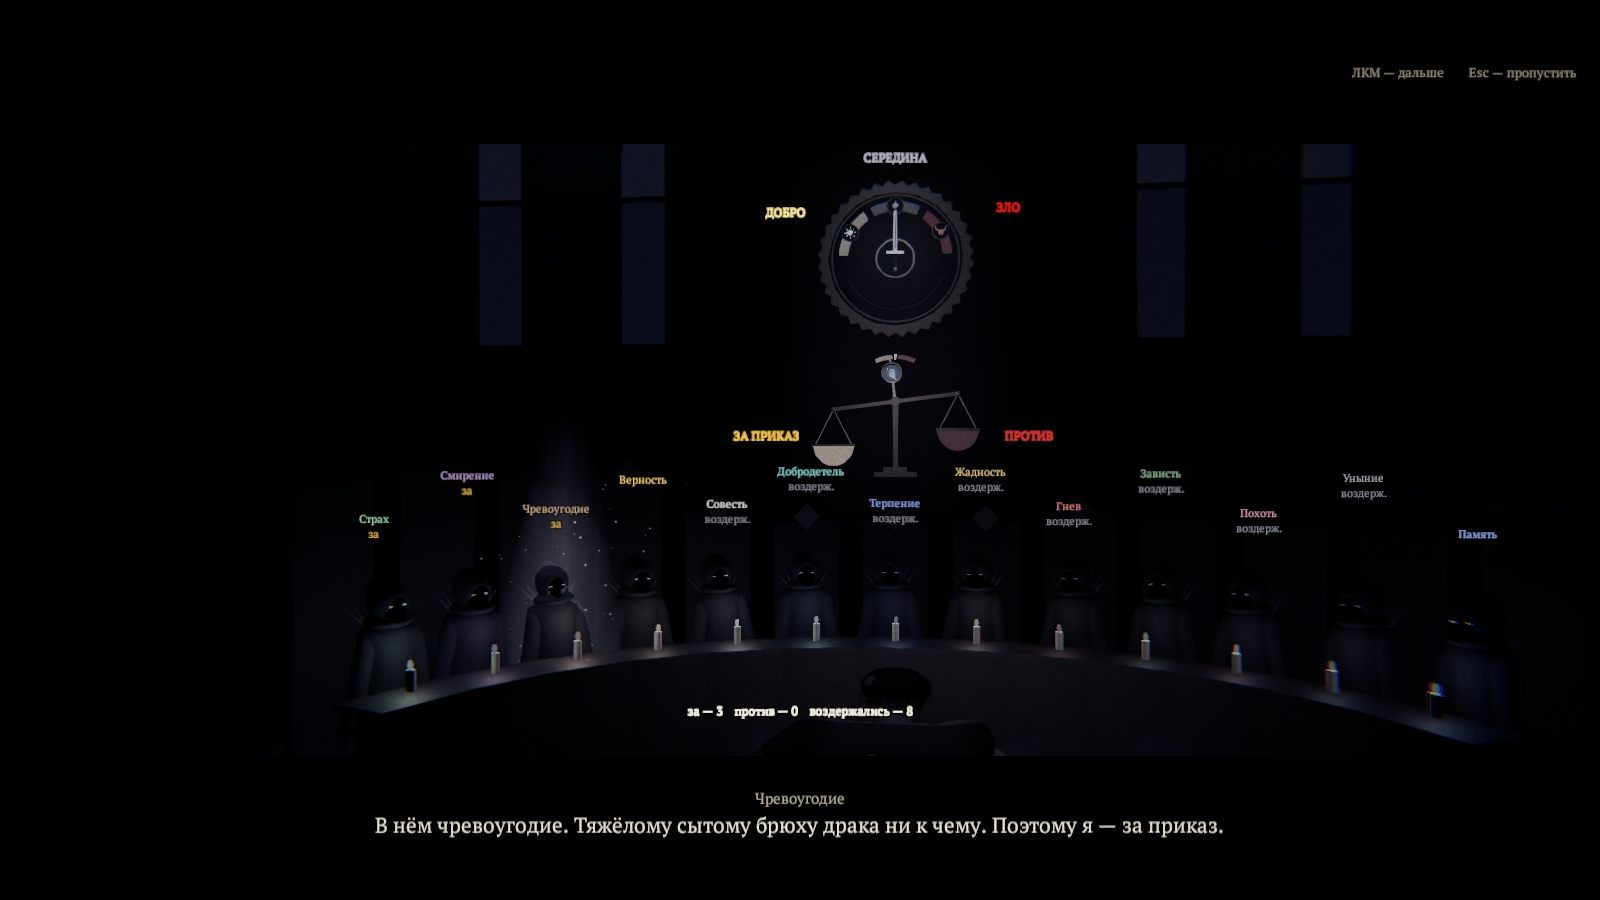 ЛКМ — дальше Esc — пропустить
СЕРЕДИНА
ДОБРО
ЗЛО
ЗА ПРИКАЗ
ПРОТИВ
Страх
за
Смирение
за
Чревоугодие
за
Верность
Совесть
воздерж.
Добродетель
воздерж.
Терпение
воздерж.
Жадность
воздерж.
Гнев
воздерж.
Зависть
воздерж.
Похоть
воздерж.
Уныние
воздерж.
Память
за — 3 против — 0 воздержались — 8
Чревоугодие
В нём чревоугодие. Тяжёлому сытому брюху драка ни к чему. Поэтому я — за приказ.